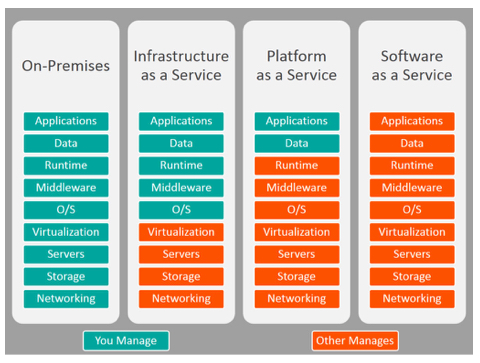 On-Premises
Applications
Data
Runtime
Middleware
O/S
Virtualization
Servers
Storage
Networking
Infrastructure
as a Service
Applications
Data
Runtime
Middleware
O/S
Virtualization
Servers
Storage
Networking
Platform
as a Service
Applications
Data
Runtime
Middleware
O/S
Virtualization
Servers
Storage
Networking
Software
as a Service
Applications
Data
Runtime
Middleware
O/S
Virtualization
Servers
Storage
Networking
You Manage
Other Manages